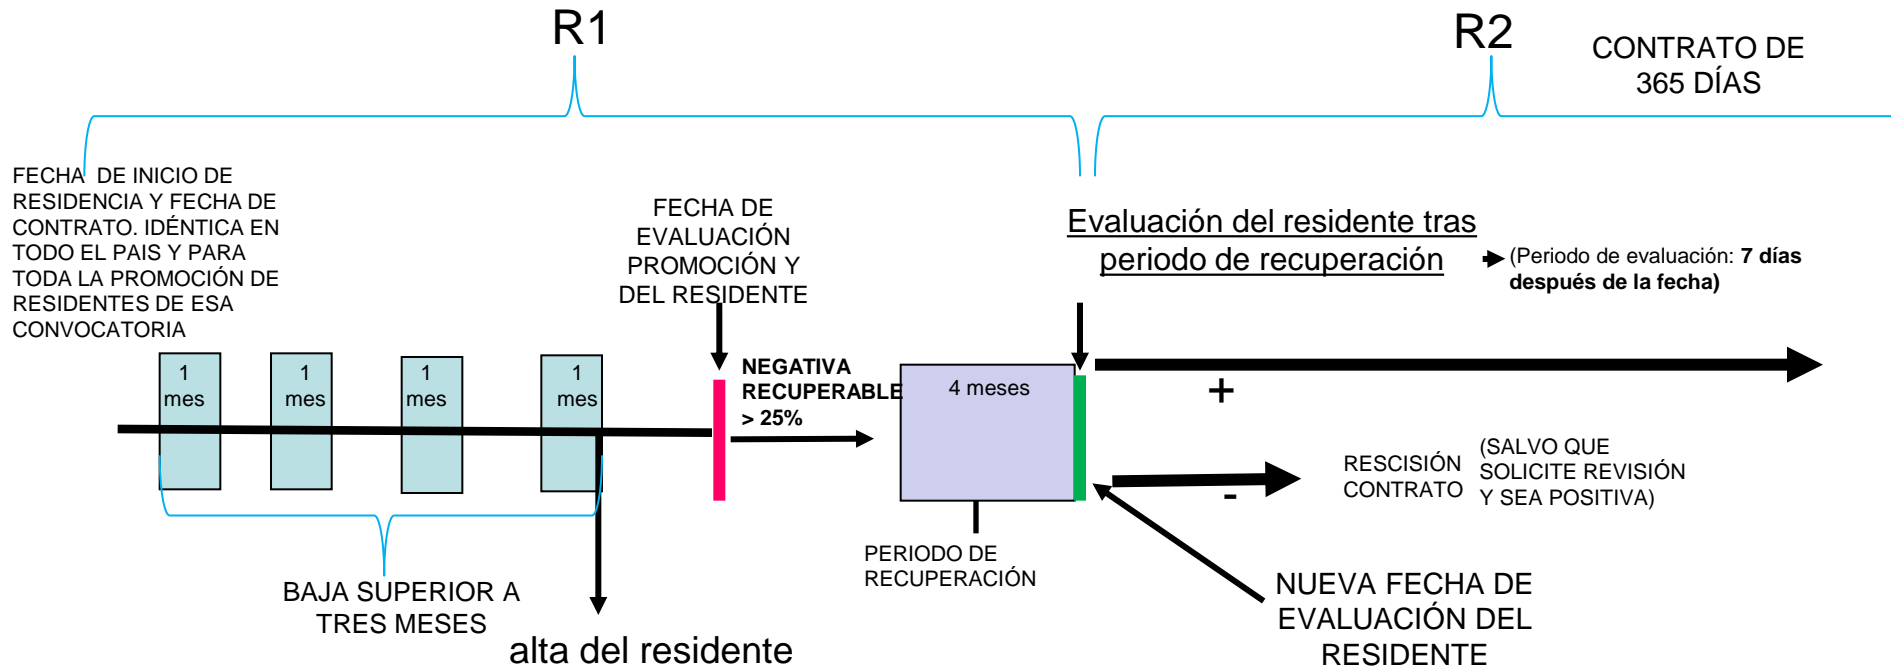 R1
R2
CONTRATO DE
365 DÍAS
FECHA DE INICIO DE
RESIDENCIA Y FECHA DE
CONTRATO. IDÉNTICA EN
TODO EL PAIS Y PARA
TODA LA PROMOCIÓN DE
RESIDENTES DE ESA
CONVOCATORIA
FECHA DE
EVALUACIÓN
PROMOCIÓN Y
DEL RESIDENTE
Evaluación del residente tras
periodo de recuperación
(Periodo de evaluación: 7 días
después de la fecha)
1
mes
1
mes
1
mes
1
mes
NEGATIVA
RECUPERABLE
> 25%
4 meses
+
-
RESCISIÓN
CONTRATO
(SALVO QUE
SOLICITE REVISIÓN
Y SEA POSITIVA)
PERIODO DE
RECUPERACIÓN
BAJA SUPERIOR A
TRES MESES
alta del residente
NUEVA FECHA DE
EVALUACIÓN DEL
RESIDENTE